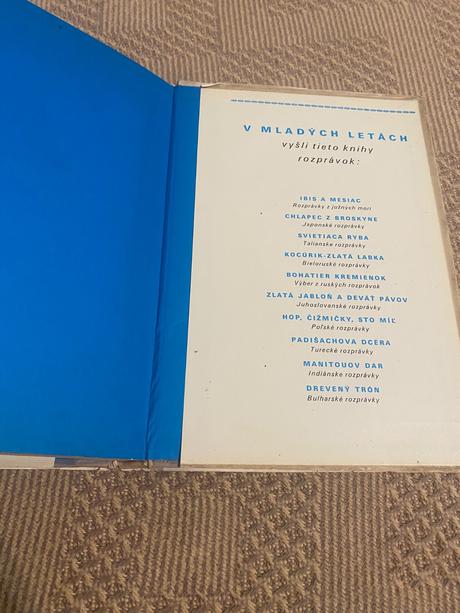 V MLADÝCH LETÁCH
vyšli tieto knihy
rozprávok:
IBIS A MESIAC
Rozprávky z južných morí
CHLAPEC Z BROSKYNE
Japonské rozprávky
SVIETIACA RYBA
Talianske rozprávky
KOCÚRIK-ZLATÁ LABKA
Bieloruské rozprávky
BOHATIER KREMIENOK
Výber z ruských rozprávok
ZLATÁ JABLOŇ A DEVÄŤ PÁVOV
Juhoslovanské rozprávky
HOP, ČIŽMIČKY, STO MÍĽ
Poľské rozprávky
PADIŠACHOVA DCÉRA
Turecké rozprávky
MANITOUOV DAR
Indiánske rozprávky
DREVENÝ TRÓN
Bulharské rozprávky